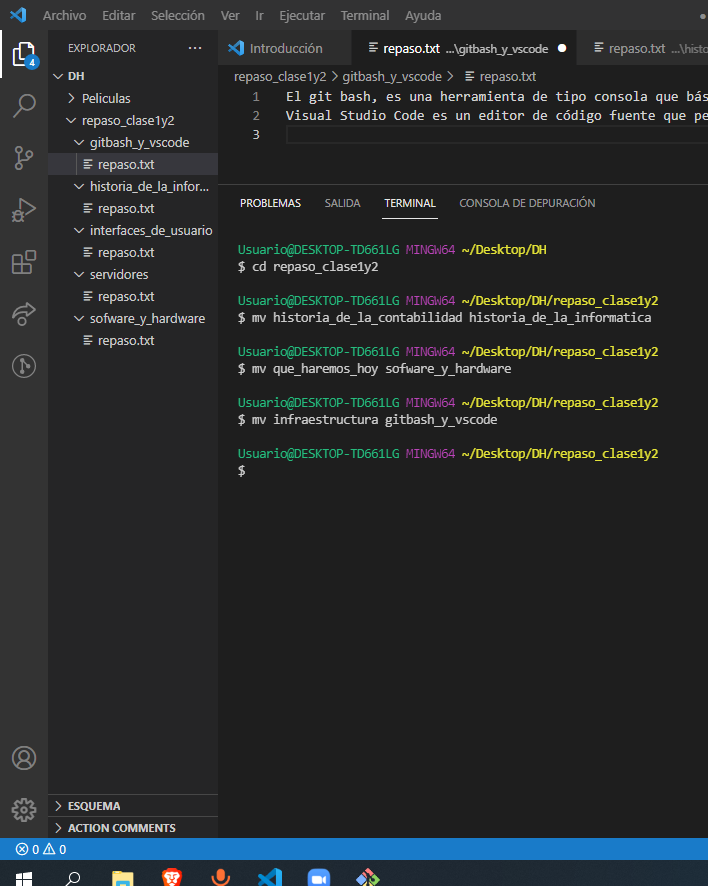 Archivo Editar Selección Ver Ir Ejecutar Terminal Ayuda
EXPLORADOR ···
4
DH
Peliculas
repaso_clase1y2
gitbash_y_vscode
repaso.txt
historia_de_la_infor...
repaso.txt
interfaces_de_usuario
repaso.txt
servidores
repaso.txt
sofware_y_hardware
repaso.txt
ESQUEMA
ACTION COMMENTS
Introducción repaso.txt ...\gitbash_y_vscode repaso.txt ...\histo
repaso_clase1y2 > gitbash_y_vscode > repaso.txt
1 El git bash, es una herramienta de tipo consola que bás
2 Visual Studio Code es un editor de código fuente que pe
3
PROBLEMAS SALIDA TERMINAL CONSOLA DE DEPURACIÓN
Usuario@DESKTOP-TD661LG MINGW64 ~/Desktop/DH
$ cd repaso_clase1y2
Usuario@DESKTOP-TD661LG MINGW64 ~/Desktop/DH/repaso_clase1y2
$ mv historia_de_la_contabilidad historia_de_la_informatica
Usuario@DESKTOP-TD661LG MINGW64 ~/Desktop/DH/repaso_clase1y2
$ mv que_haremos_hoy sofware_y_hardware
Usuario@DESKTOP-TD661LG MINGW64 ~/Desktop/DH/repaso_clase1y2
$ mv infraestructura gitbash_y_vscode
Usuario@DESKTOP-TD661LG MINGW64 ~/Desktop/DH/repaso_clase1y2
$
0 0